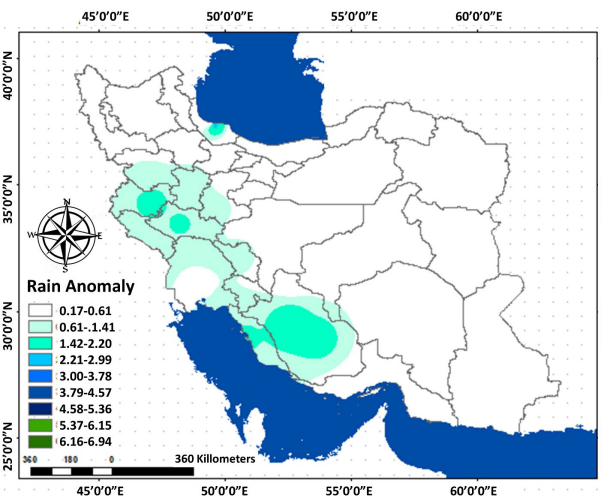 45°0'0"E 50°0'0"E 55°0'0"E 60°0'0"E
40°0'0"N
35°0'0"N
30°0'0"N
25°0'0"N
N
W E
S
Rain Anomaly
0.17-0.61
0.61-.1.41
1.42-2.20
2.21-2.99
3.00-3.78
3.79-4.57
4.58-5.36
5.37-6.15
6.16-6.94
360 180 0 360 Kilometers
45°0'0"E 50°0'0"E 55°0'0"E 60°0'0"E